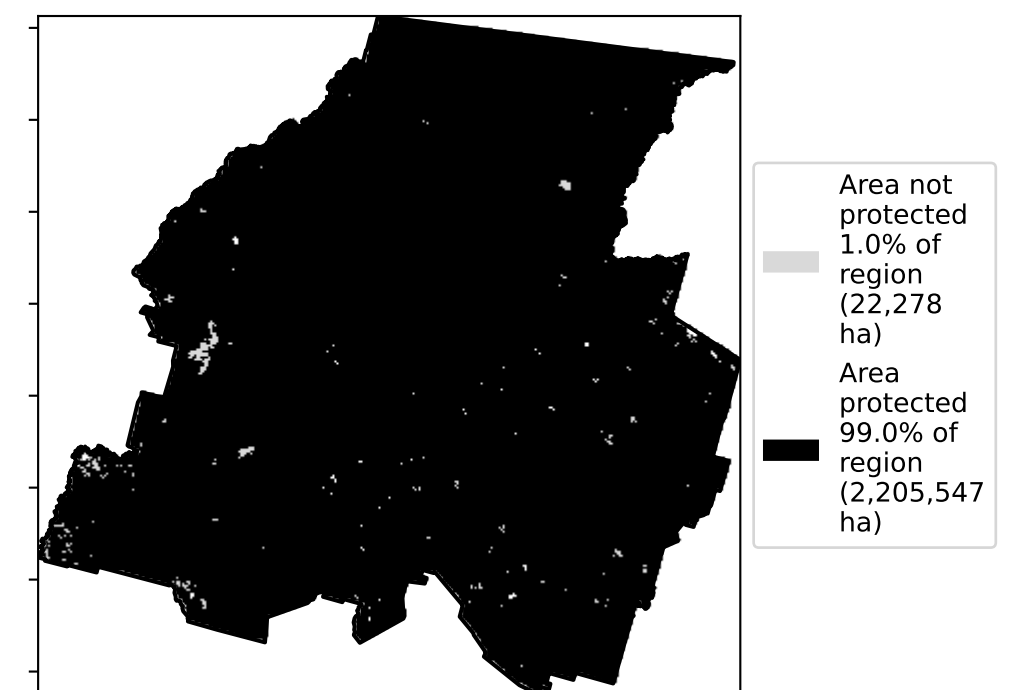 Area not
protected
1.0% of
region
(22,278
ha)
Area
protected
99.0% of
region
(2,205,547
ha)